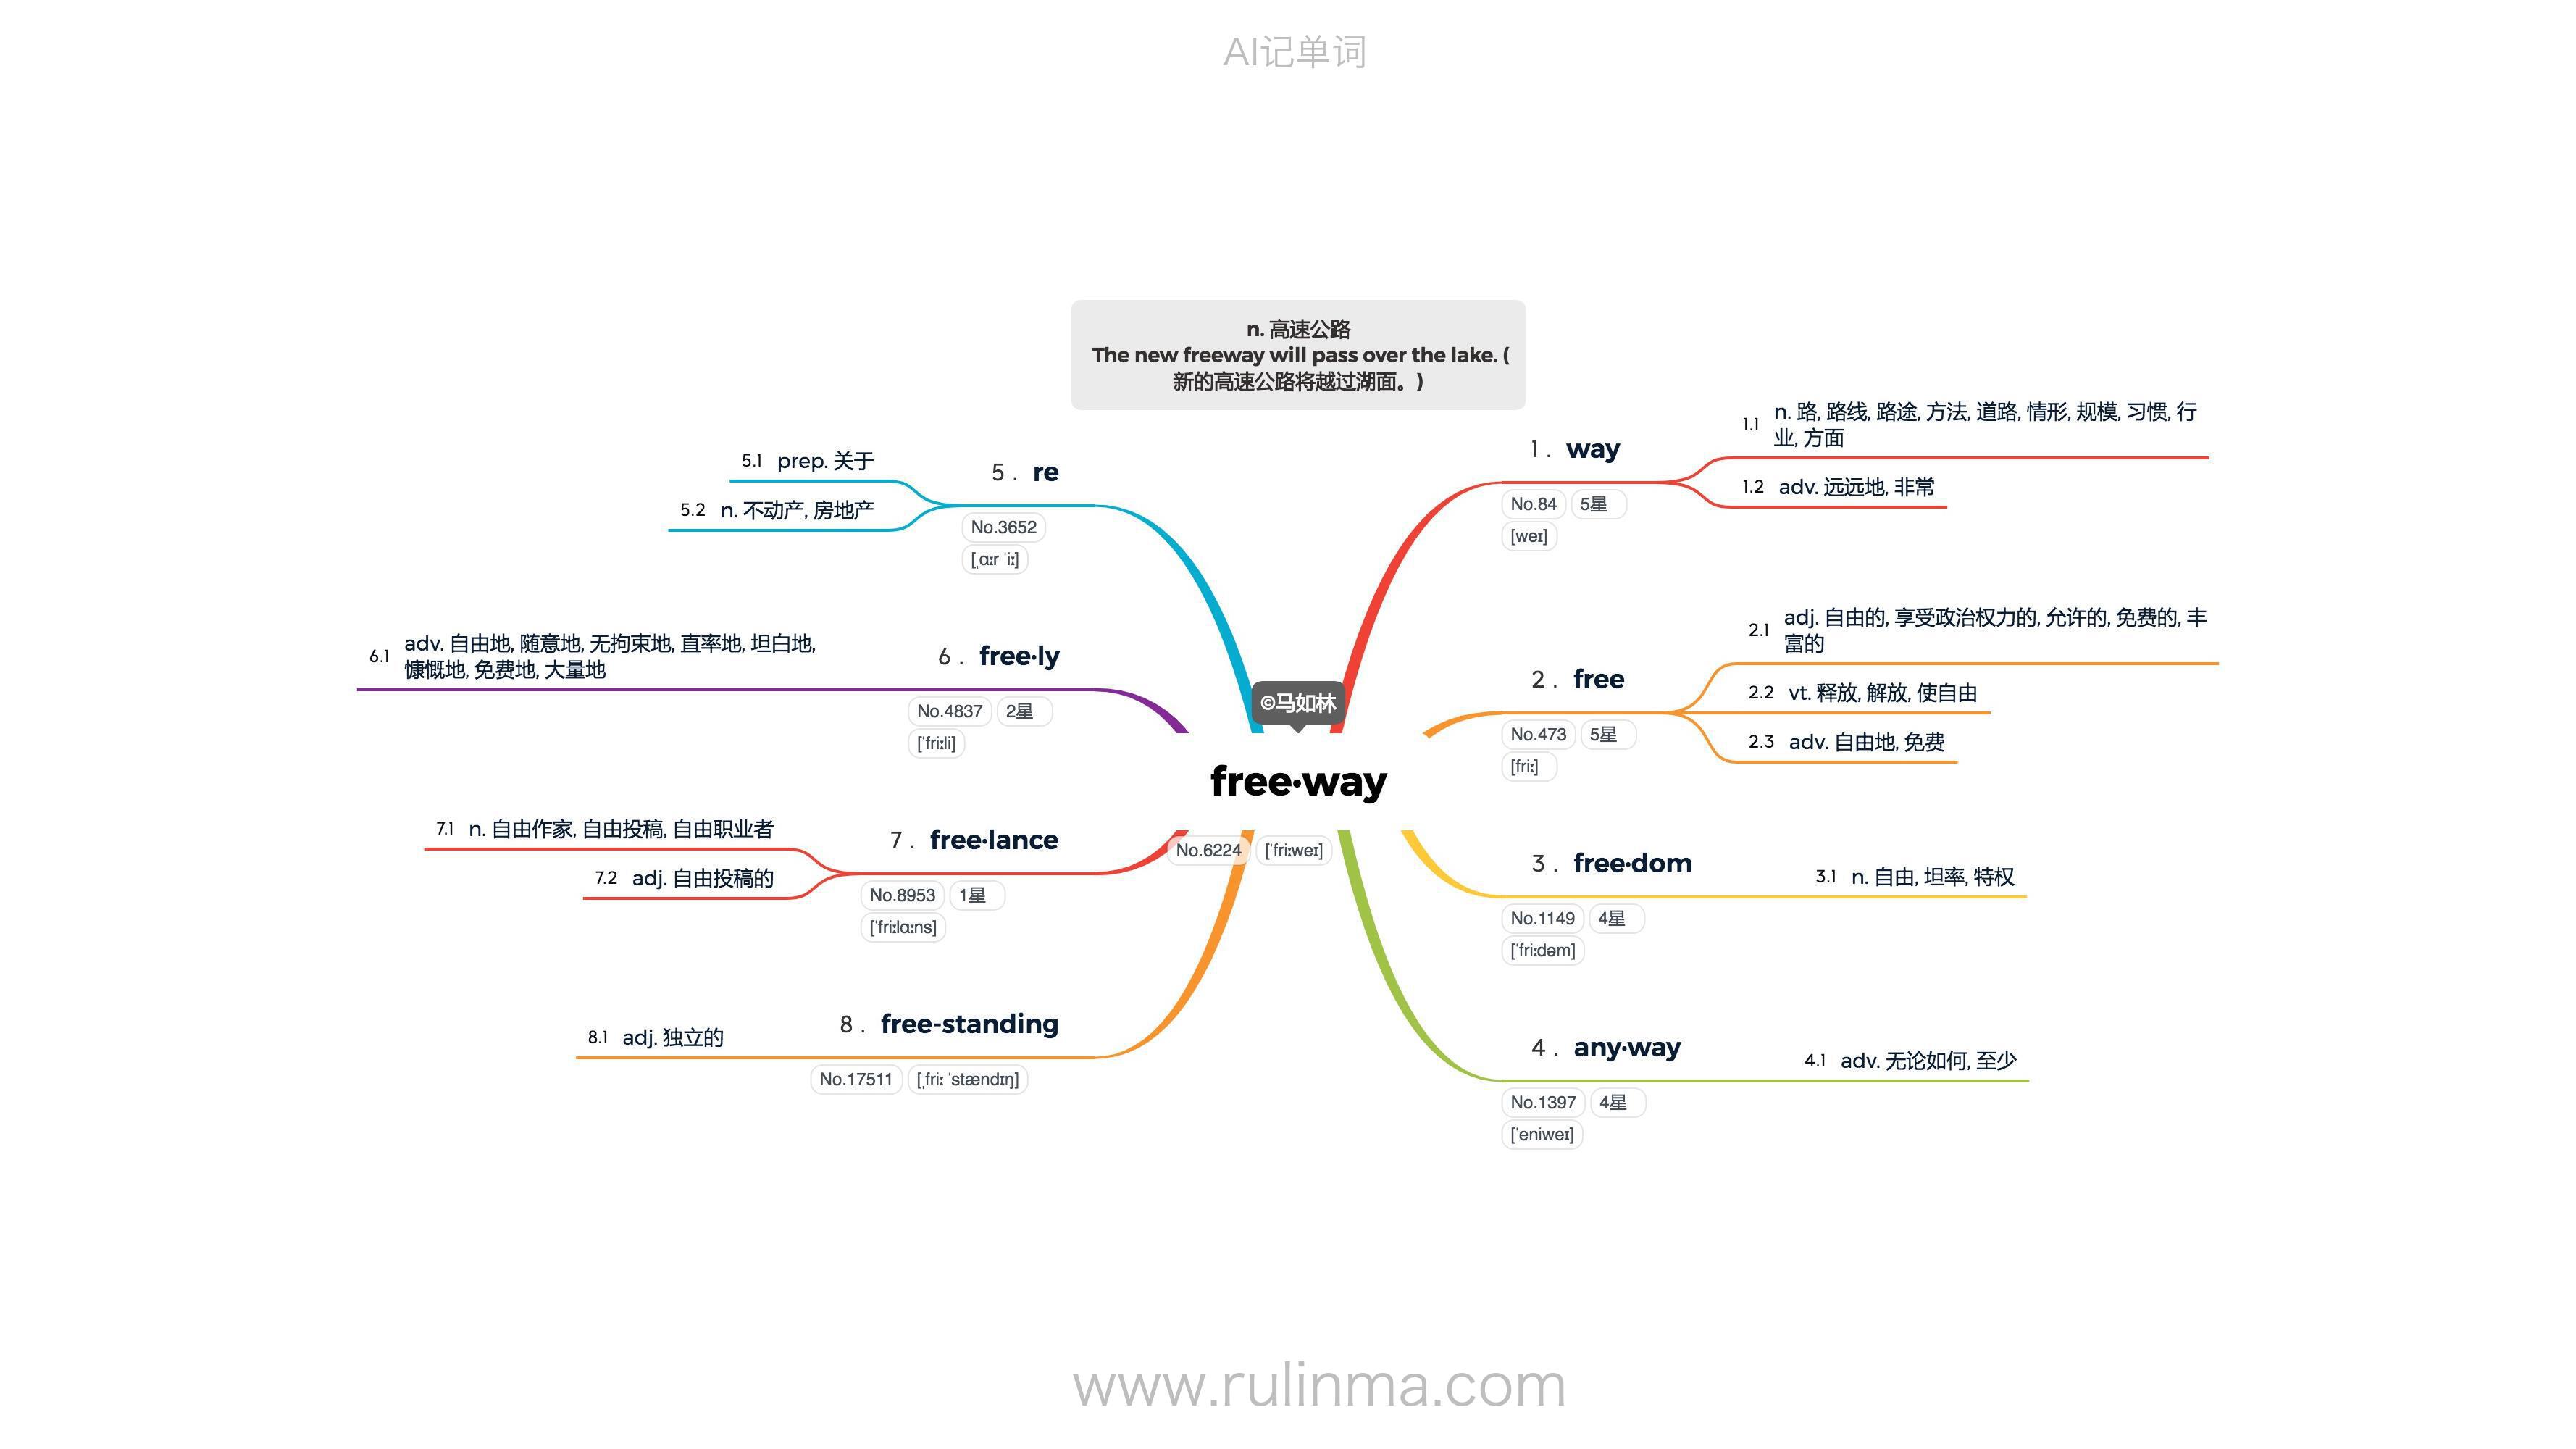 AI记单词
n. 高速公路
The new freeway will pass over the lake. (
新的高速公路将越过湖面。)
©马如林
free·way
No.6224 [ˈfriːweɪ]
1. way
No.84 5星
[weɪ]
1.1 n. 路, 路线, 路途, 方法, 道路, 情形, 规模, 习惯, 行
业, 方面
1.2 adv. 远远地, 非常
2. free
No.473 5星
[friː]
2.1 adj. 自由的, 享受政治权力的, 允许的, 免费的, 丰
富的
2.2 vt. 释放, 解放, 使自由
2.3 adv. 自由地, 免费
3. free·dom
No.1149 4星
[ˈfriːdəm]
3.1 n. 自由, 坦率, 特权
4. any·way
No.1397 4星
[ˈeniweɪ]
4.1 adv. 无论如何, 至少
5. re
No.3652
[ˌɑːr ˈiː]
5.1 prep. 关于
5.2 n. 不动产, 房地产
6. free·ly
No.4837 2星
[ˈfriːli]
6.1 adv. 自由地, 随意地, 无拘束地, 直率地, 坦白地,
慷慨地, 免费地, 大量地
7. free·lance
No.8953 1星
[ˈfriːlɑːns]
7.1 n. 自由作家, 自由投稿, 自由职业者
7.2 adj. 自由投稿的
8. free-standing
No.17511 [ˌfriː ˈstændɪŋ]
8.1 adj. 独立的
www.rulinma.com